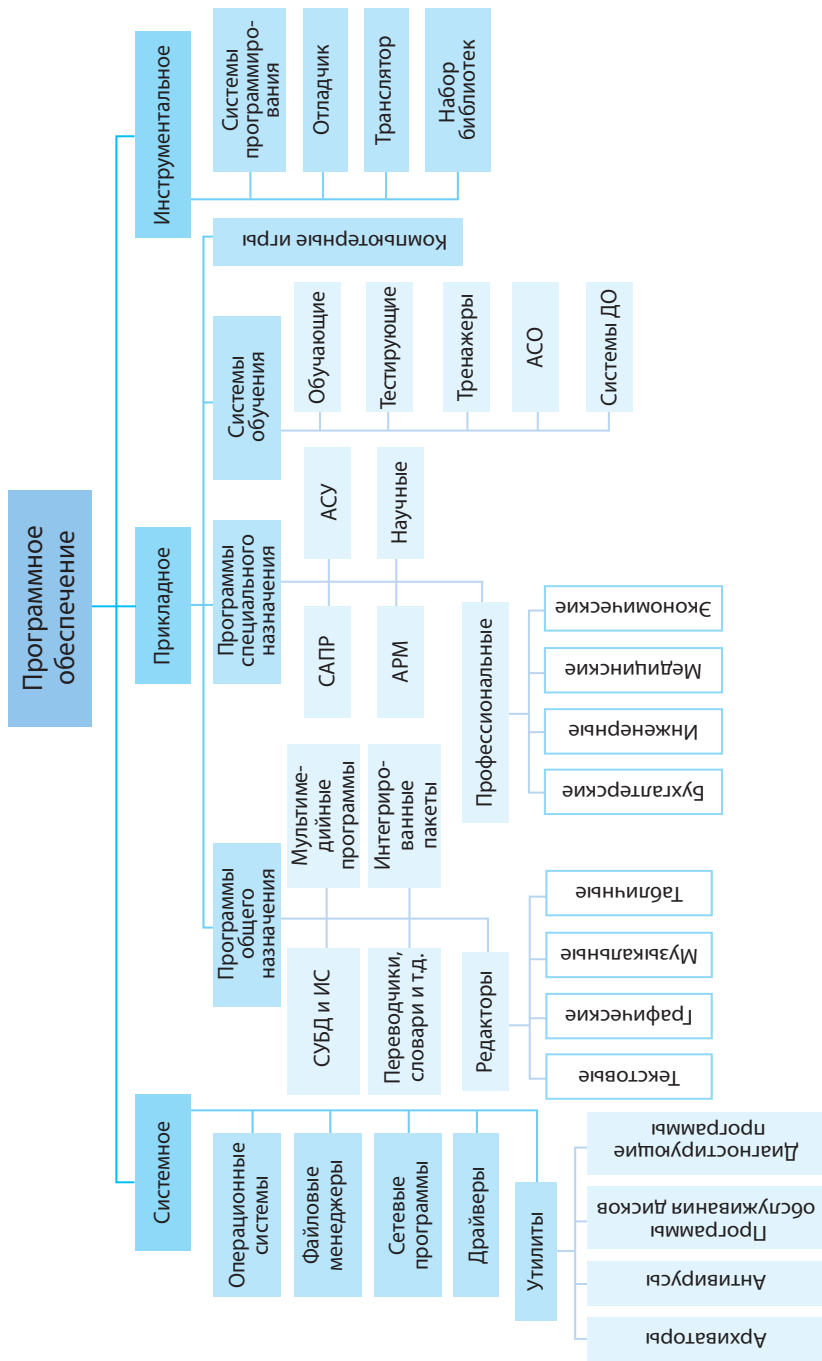 Программное
обеспечение
Системное
Прикладное
Инструментальное
Операционные
системы
Файловые
менеджеры
Сетевые
программы
Драйверы
Утилиты
Архиваторы
Антивирусы
Программы
обслуживания дисков
Диагностирующие
программы
Программы
общего
назначения
СУБД и ИС
Мультиме-
дийные
программы
Переводчики,
словари и т.д.
Интегриро-
ванные
пакеты
Редакторы
Текстовые
Графические
Музыкальные
Табличные
Программы
специального
назначения
САПР
АСУ
АРМ
Научные
Профессиональные
Бухгалтерские
Инженерные
Медицинские
Экономические
Системы
обучения
Обучающие
Тестирующие
Тренажеры
АСО
Системы ДО
Компьютерные игры
Системы
программиро-
вания
Отладчик
Транслятор
Набор
библиотек